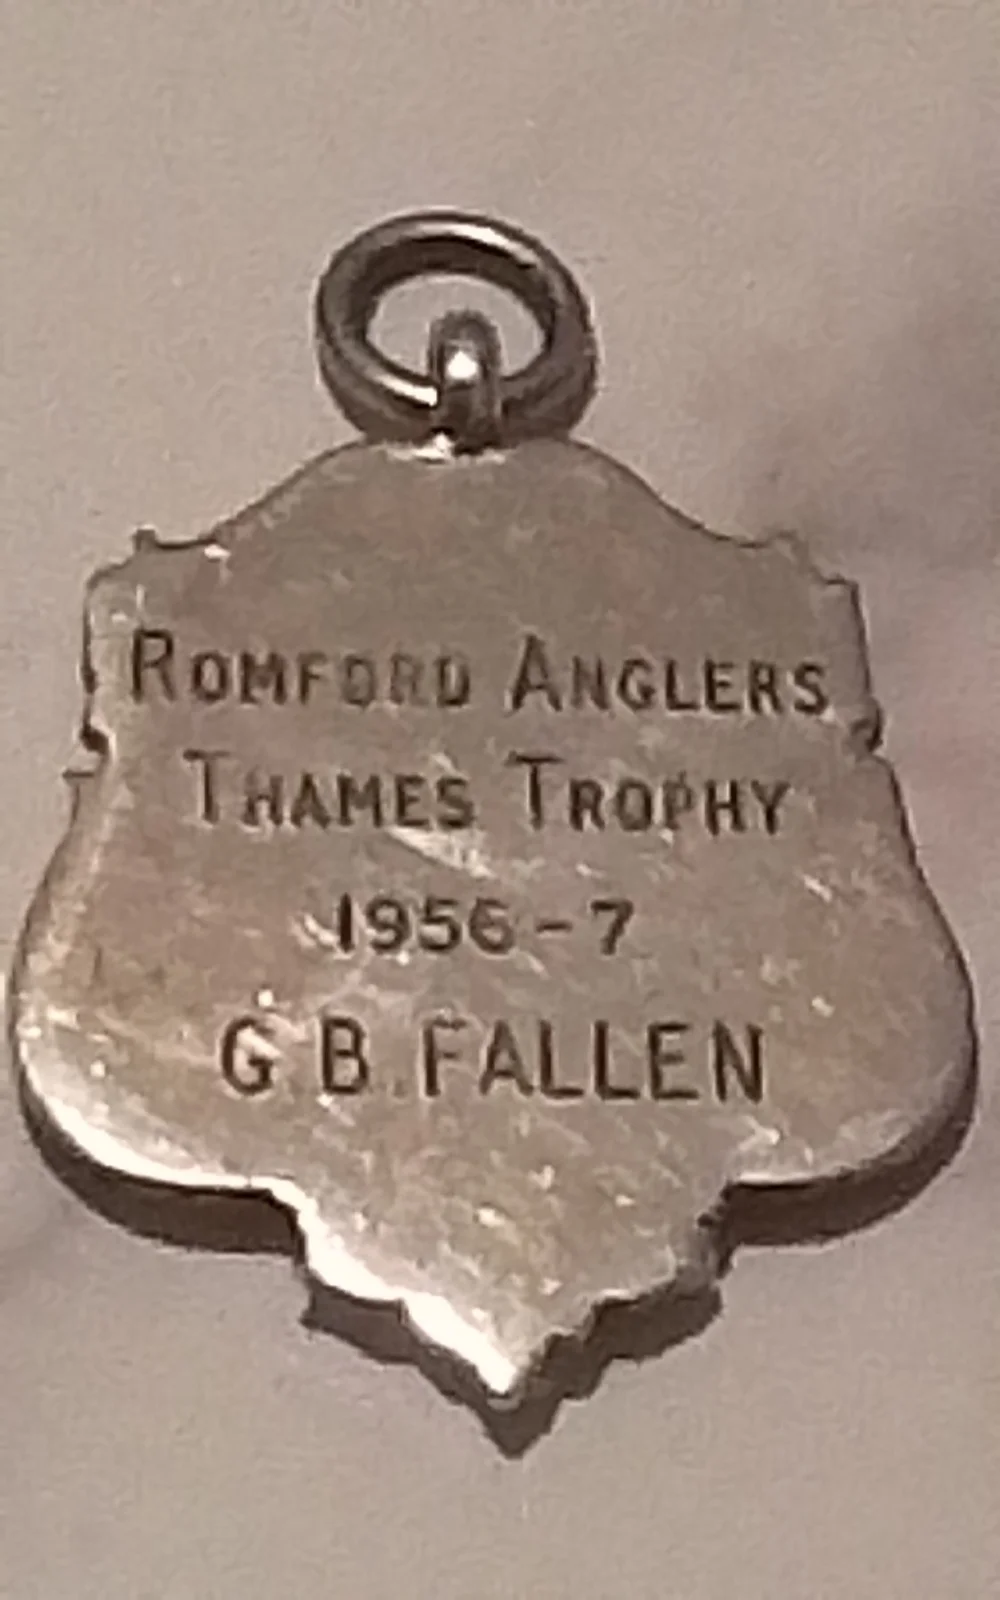 ROMFORD ANGLERS
THAMES TROPHY
1956-7
G.B. FALLEN